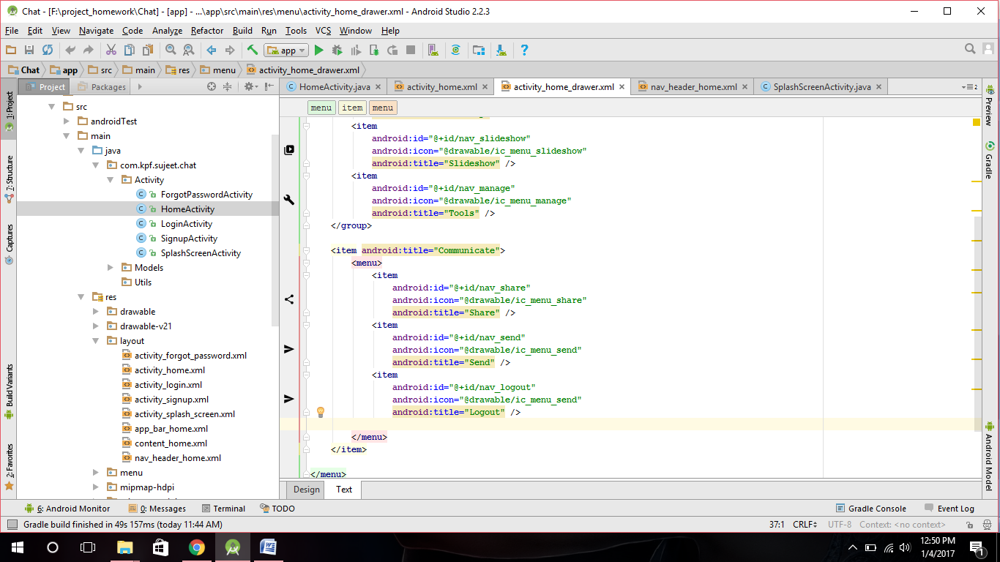 Chat - [F:\project_homework\Chat] - [app] - ...\app\src\main\res\menu\activity_home_drawer.xml - Android Studio 2.2.3
File Edit View Navigate Code Analyze Refactor Build Run Tools VCS Window Help
app
Chat app src main res menu activity_home_drawer.xml
Project Packages
HomeActivity.java activity_home.xml activity_home_drawer.xml nav_header_home.xml SplashScreenActivity.java
2
1: Project
7: Structure
Captures
Build Variants
2: Favorites
src
androidTest
main
java
com.kpf.sujeet.chat
Activity
ForgotPasswordActivity
HomeActivity
LoginActivity
SignupActivity
SplashScreenActivity
Models
Utils
res
drawable
drawable-v21
layout
activity_forgot_password.xml
activity_home.xml
activity_login.xml
activity_signup.xml
activity_splash_screen.xml
app_bar_home.xml
content_home.xml
nav_header_home.xml
menu
mipmap-hdpi
menu item menu
<item
android:id="@+id/nav_slideshow"
android:icon="@drawable/ic_menu_slideshow"
android:title="Slideshow" />
<item
android:id="@+id/nav_manage"
android:icon="@drawable/ic_menu_manage"
android:title="Tools" />
</group>
<item android:title="Communicate">
<menu>
<item
android:id="@+id/nav_share"
android:icon="@drawable/ic_menu_share"
android:title="Share" />
<item
android:id="@+id/nav_send"
android:icon="@drawable/ic_menu_send"
android:title="Send" />
<item
android:id="@+id/nav_logout"
android:icon="@drawable/ic_menu_send"
android:title="Logout" />
</menu>
</item>
</menu>
Preview
Gradle
Android Model
Design Text
6: Android Monitor 0: Messages Terminal TODO Gradle Console Event Log
Gradle build finished in 49s 157ms (today 11:44 AM) 37:1 CRLF UTF-8 Context: <no context>
12:50 PM
1/4/2017
1